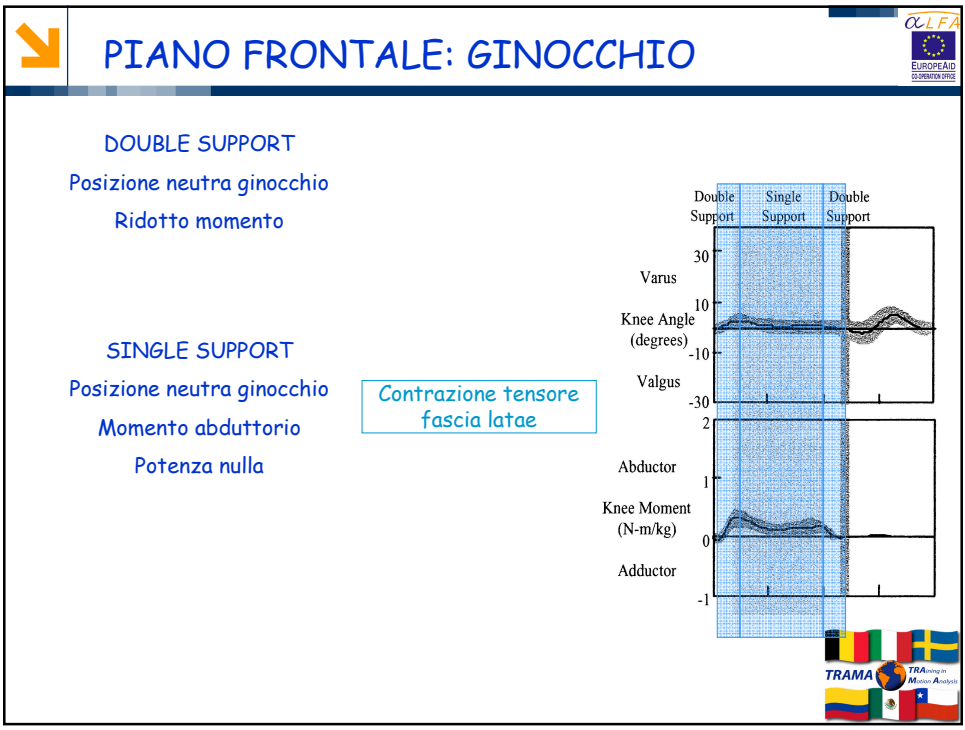 αLFA
PIANO FRONTALE: GINOCCHIO
EUROPEAID
CO-OPERATION OFFICE
DOUBLE SUPPORT
Posizione neutra ginocchio
Ridotto momento
SINGLE SUPPORT
Posizione neutra ginocchio
Momento abduttorio
Potenza nulla
Contrazione tensore
fascia latae
Double Single Double
Support Support Support
30
Varus
10
Knee Angle
(degrees)
-10
Valgus
-30
2
Abductor
1
Knee Moment
(N-m/kg)
0
Adductor
-1
TRAMA
TRAining in
Motion Analysis